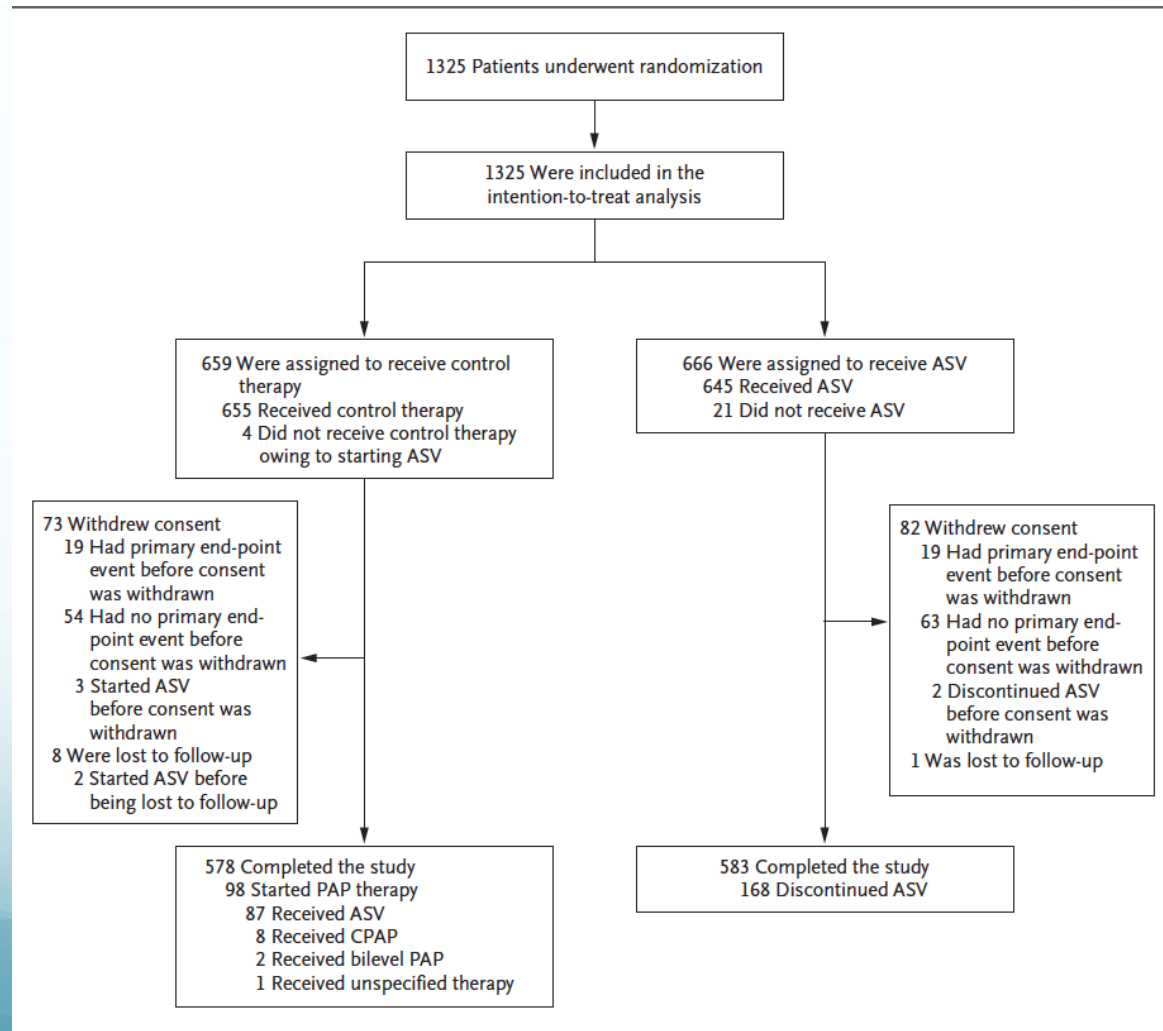 1325 Patients underwent randomization
1325 Were included in the
intention-to-treat analysis
659 Were assigned to receive control
therapy
655 Received control therapy
4 Did not receive control therapy
owing to starting ASV
666 Were assigned to receive ASV
645 Received ASV
21 Did not receive ASV
73 Withdrew consent
19 Had primary end-point
event before consent
was withdrawn
54 Had no primary end-
point event before
consent was withdrawn
3 Started ASV
before consent was
withdrawn
8 Were lost to follow-up
2 Started ASV before
being lost to follow-up
82 Withdrew consent
19 Had primary end-point
event before consent
was withdrawn
63 Had no primary end-
point event before
consent was withdrawn
2 Discontinued ASV
before consent was
withdrawn
1 Was lost to follow-up
578 Completed the study
98 Started PAP therapy
87 Received ASV
8 Received CPAP
2 Received bilevel PAP
1 Received unspecified therapy
583 Completed the study
168 Discontinued ASV